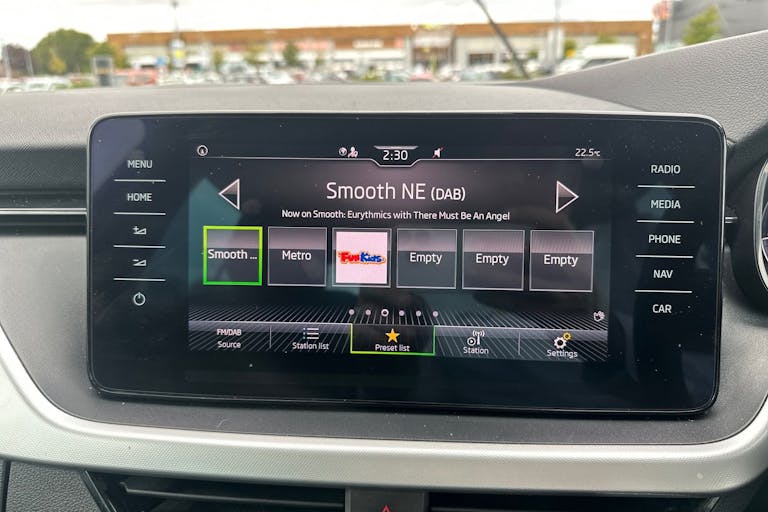 MENU
HOME
2:30
22.5°C
Smooth NE (DAB)
Now on Smooth: Eurythmics with There Must Be An Angel
Smooth ...
Metro
FUN KIDS
Empty
Empty
Empty
FM/DAB
Source
Station list
Preset list
Station
Settings
RADIO
MEDIA
PHONE
NAV
CAR